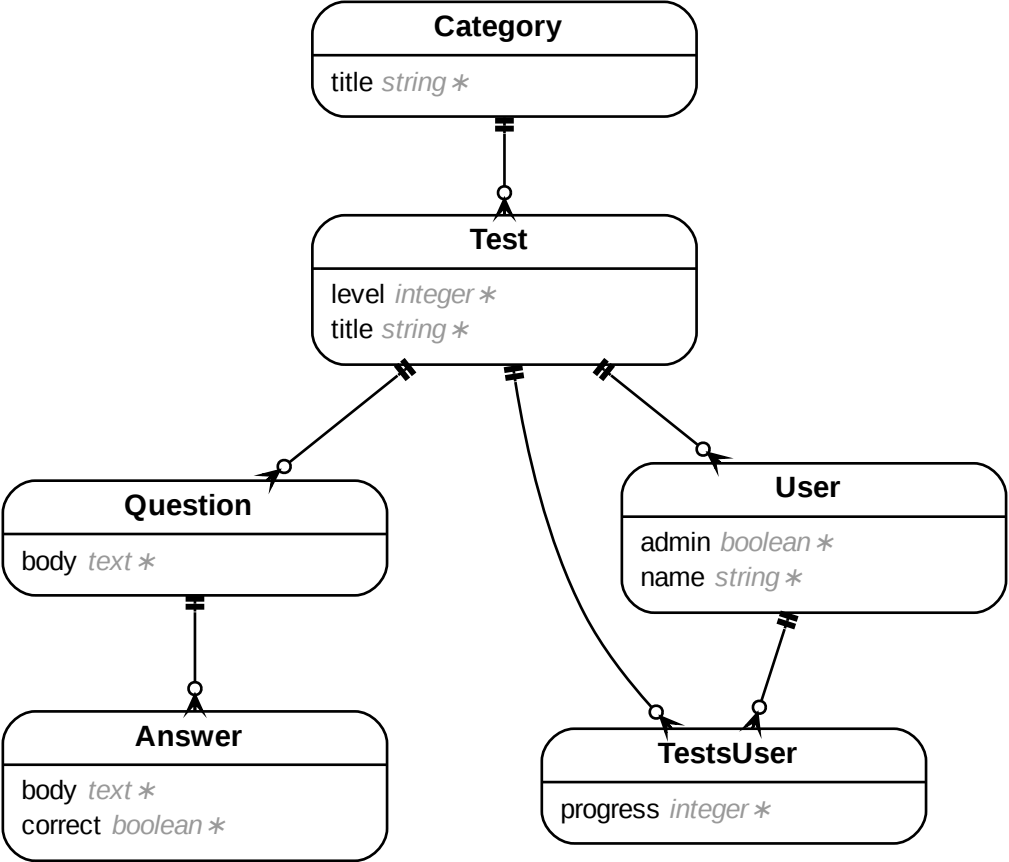 Category
title string ∗
Test
level integer ∗
title string ∗
Question
body text ∗
User
admin boolean ∗
name string ∗
Answer
body text ∗
correct boolean ∗
TestsUser
progress integer ∗